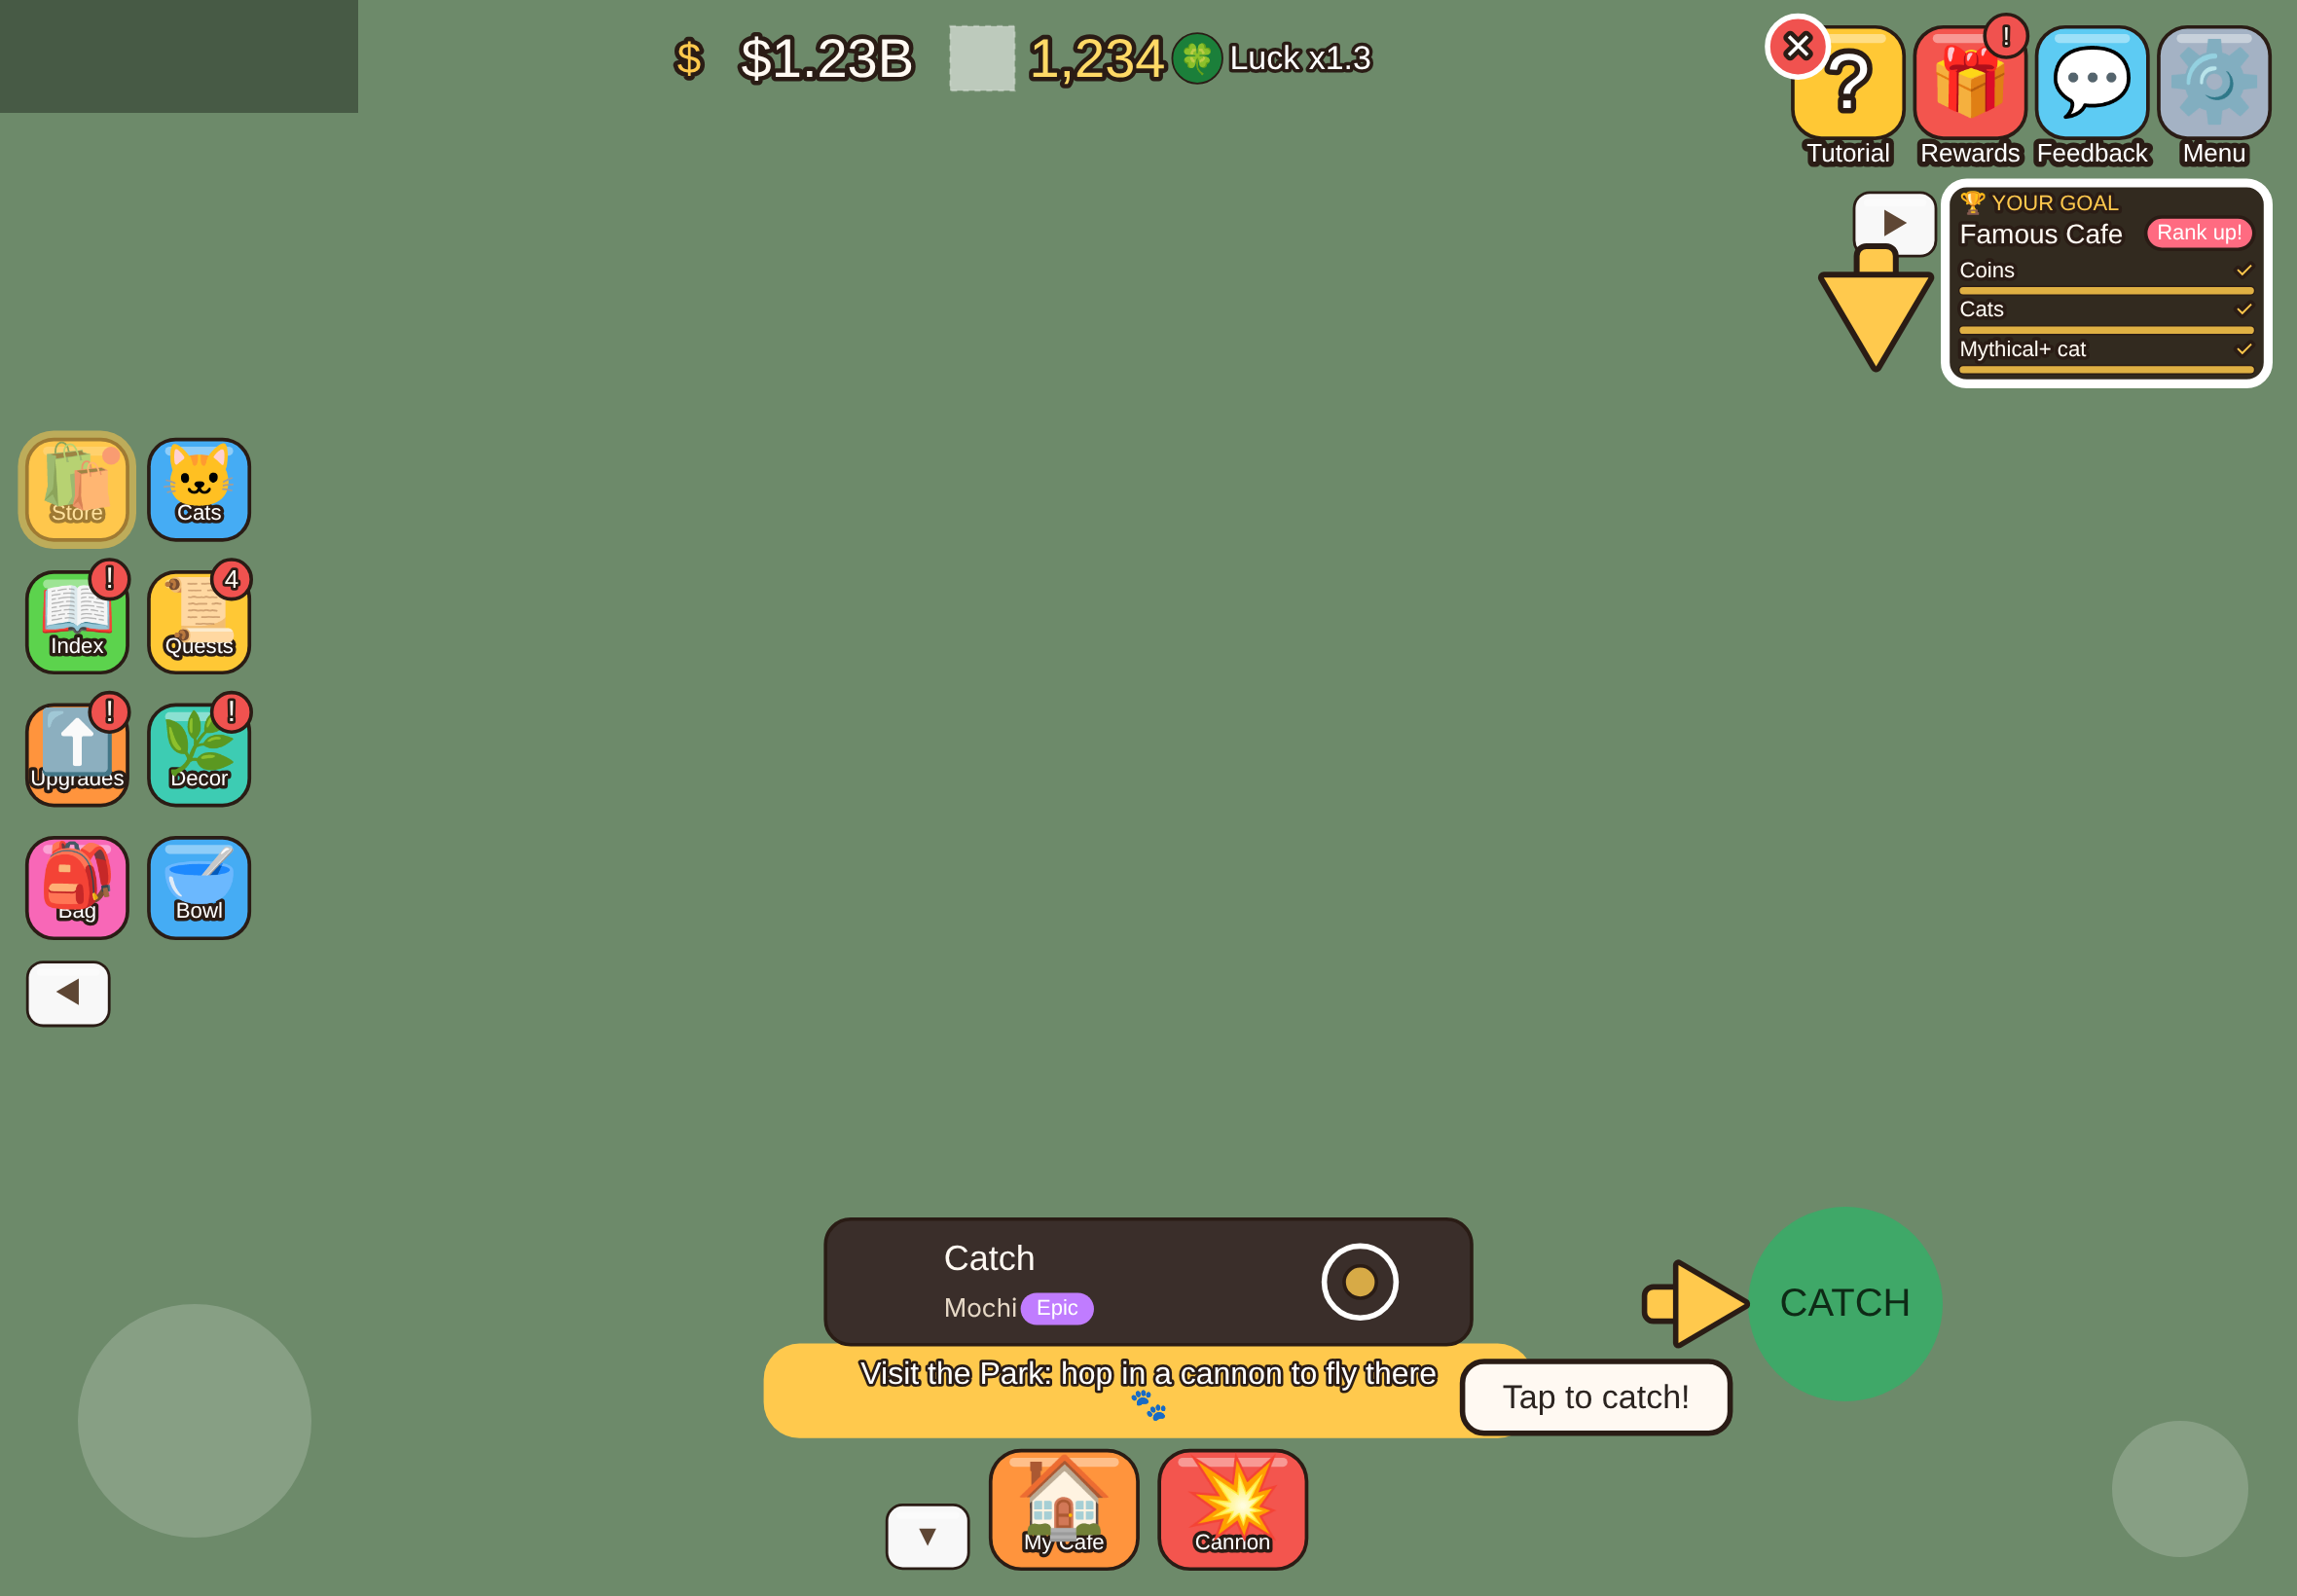 $ $1.23B 1,234 Luck x1.3
?
!
Tutorial Rewards Feedback Menu
YOUR GOAL
Famous Cafe Rank up!
Coins
Cats
Mythical+ cat
Store Cats
! 4
Index Quests
! !
Upgrades Decor
Bag Bowl
Catch
Mochi Epic
CATCH
Visit the Park: hop in a cannon to fly there
Tap to catch!
My Cafe Cannon